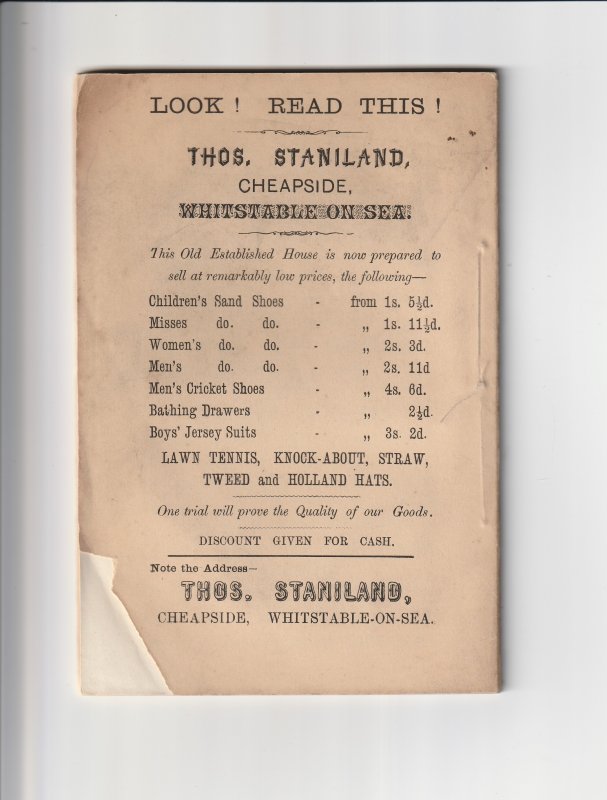 LOOK ! READ THIS !
THOS. STANILAND,
CHEAPSIDE,
WHITSTABLE ON SEA.
This Old Established House is now prepared to
sell at remarkably low prices, the following—
Children's Sand Shoes - from 1s. 5½d.
Misses do. do. - „ 1s. 11½d.
Women's do. do. - „ 2s. 3d.
Men's do. do. - „ 2s. 11d
Men's Cricket Shoes - „ 4s. 6d.
Bathing Drawers - „ 2½d.
Boys' Jersey Suits - „ 3s. 2d.
LAWN TENNIS, KNOCK-ABOUT, STRAW,
TWEED and HOLLAND HATS.
One trial will prove the Quality of our Goods.
DISCOUNT GIVEN FOR CASH.
Note the Address—
THOS. STANILAND,
CHEAPSIDE, WHITSTABLE-ON-SEA.